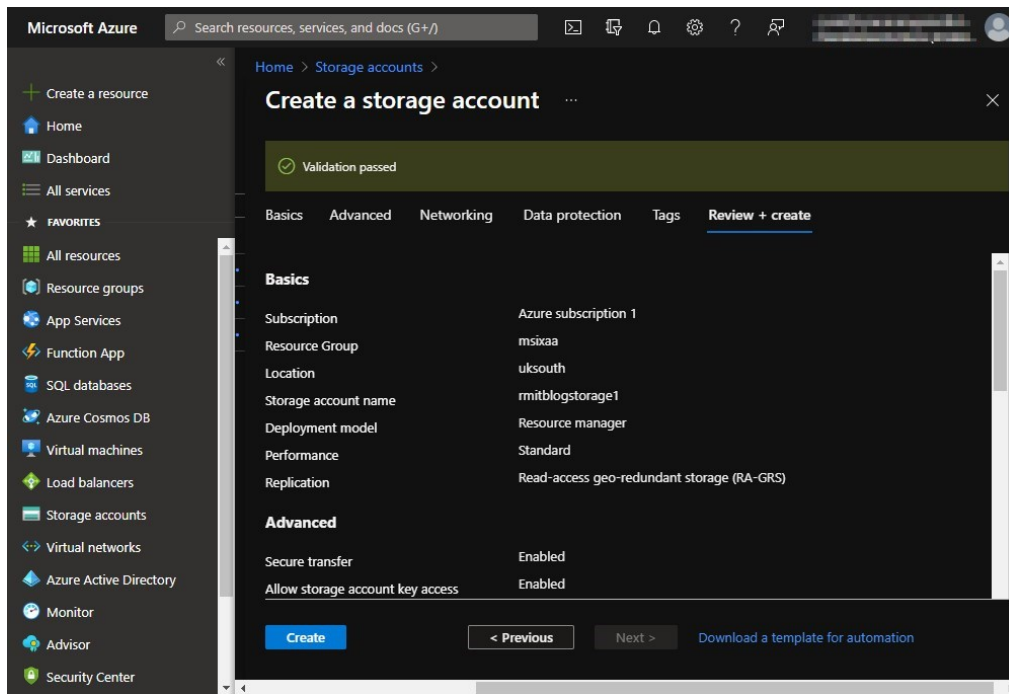 Microsoft Azure
Search resources, services, and docs (G+/)
Create a resource
Home
Dashboard
All services
FAVORITES
All resources
Resource groups
App Services
Function App
SQL databases
Azure Cosmos DB
Virtual machines
Load balancers
Storage accounts
Virtual networks
Azure Active Directory
Monitor
Advisor
Security Center
Home > Storage accounts >
Create a storage account ...
Validation passed
Basics Advanced Networking Data protection Tags Review + create
Basics
Subscription Azure subscription 1
Resource Group msixaa
Location uksouth
Storage account name rmitblogstorage1
Deployment model Resource manager
Performance Standard
Replication Read-access geo-redundant storage (RA-GRS)
Advanced
Secure transfer Enabled
Allow storage account key access Enabled
Create < Previous Next > Download a template for automation